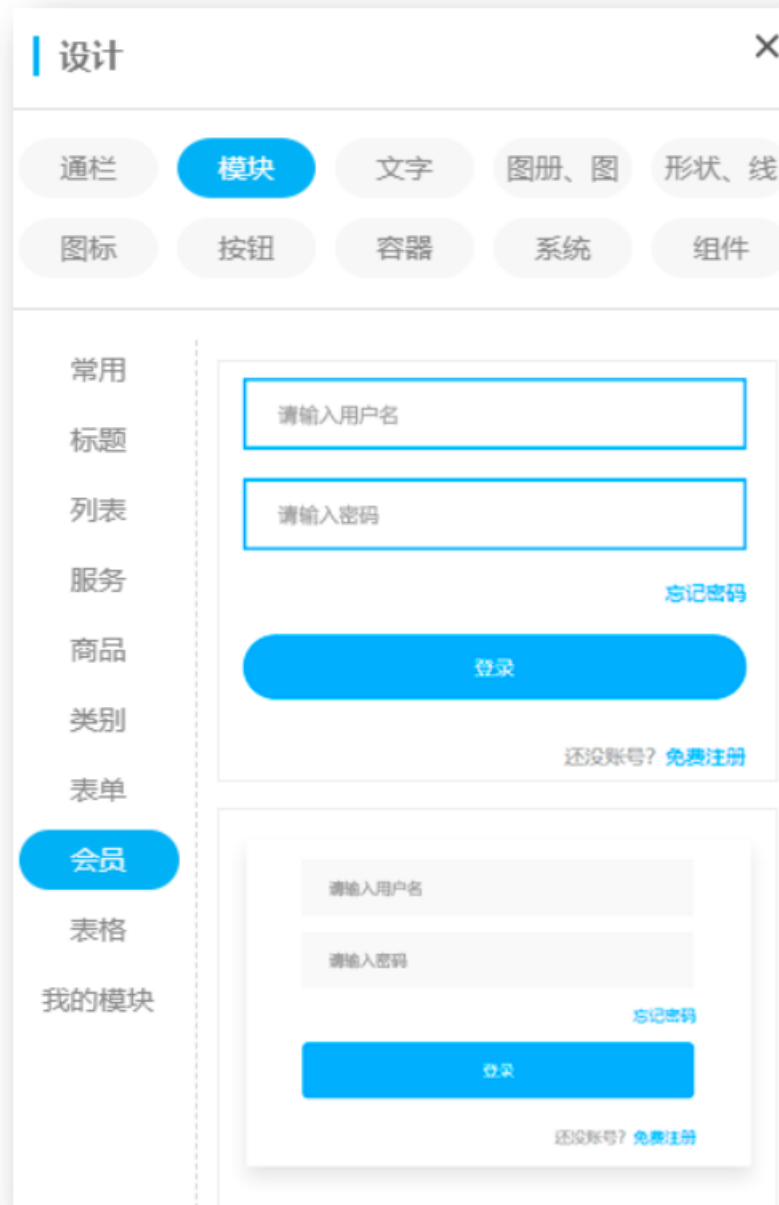 设计
通栏 模块 文字 图册、图 形状、线
图标 按钮 容器 系统 组件
常用
标题
列表
服务
商品
类别
表单
会员
表格
我的模块
请输入用户名
请输入密码
忘记密码
登录
还没账号? 免费注册
请输入用户名
请输入密码
忘记密码
登录
还没账号? 免费注册